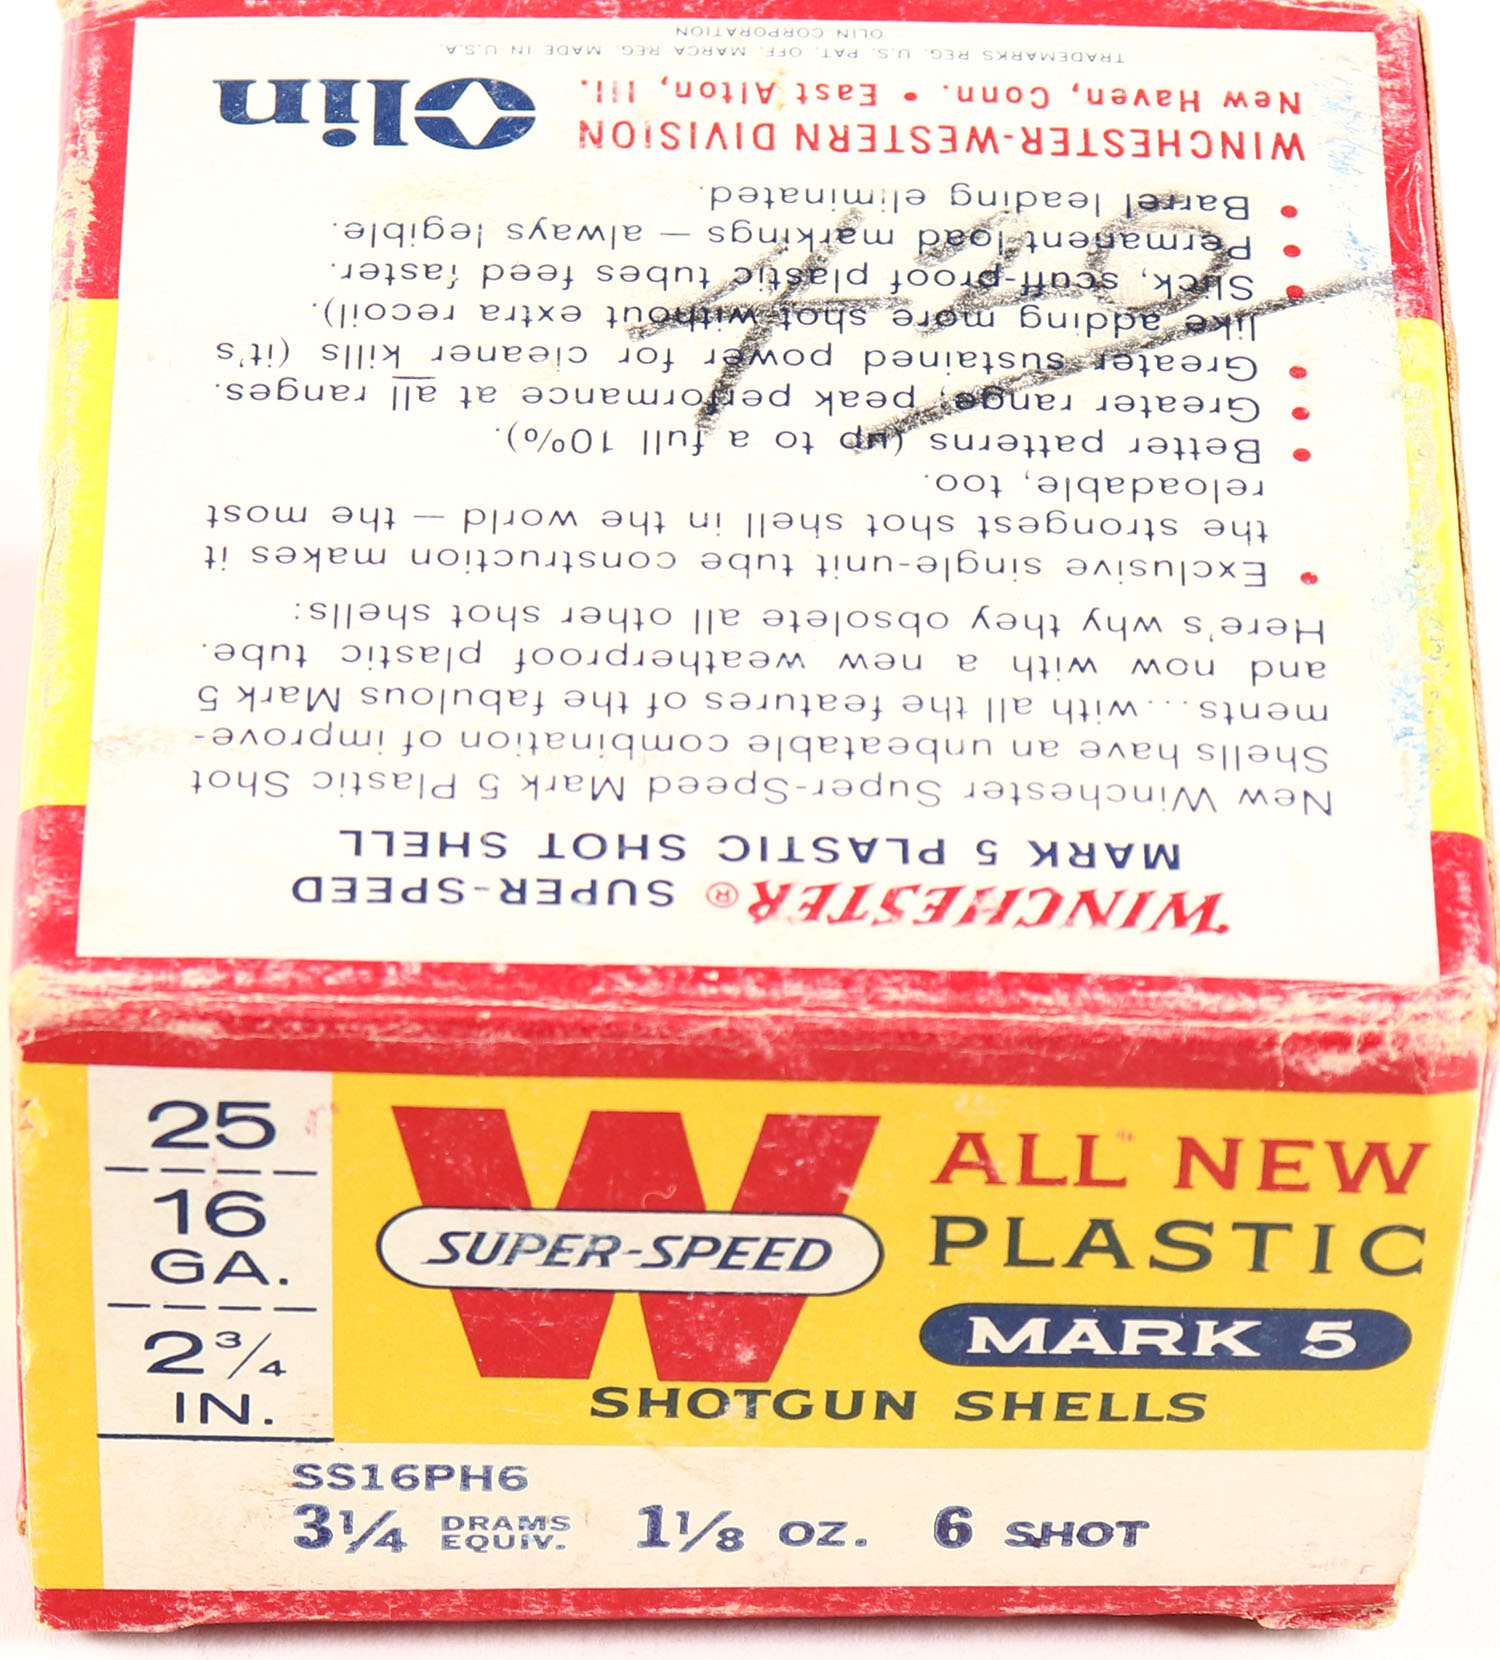 WINCHESTER® SUPER-SPEED
MARK 5 PLASTIC SHOT SHELL
New Winchester Super-Speed Mark 5 Plastic Shot
Shells have an unbeatable combination of improve-
ments...with all the features of the fabulous Mark 5
and now with a new weatherproof plastic tube.
Here's why they obsolete all other shot shells:
• Exclusive single-unit tube construction makes it
the strongest shot shell in the world — the most
reloadable, too.
• Better patterns (up to a full 10%).
• Greater range, peak performance at all ranges.
• Greater sustained power for cleaner kills (it's
like adding more shot without extra recoil).
• Slick, scuff-proof plastic tubes feed faster.
• Permanent load markings — always legible.
• Barrel leading eliminated.
WINCHESTER-WESTERN DIVISION
New Haven, Conn. • East Alton, Ill.
Olin
TRADEMARKS REG. U.S. PAT. OFF. MARCA REG. MADE IN U.S.A.
OLIN CORPORATION
420
25
16
GA.
2 3/4
IN.
W
SUPER-SPEED
ALL NEW
PLASTIC
MARK 5
SHOTGUN SHELLS
SS16PH6
3 1/4 DRAMS EQUIV. 1 1/8 OZ. 6 SHOT